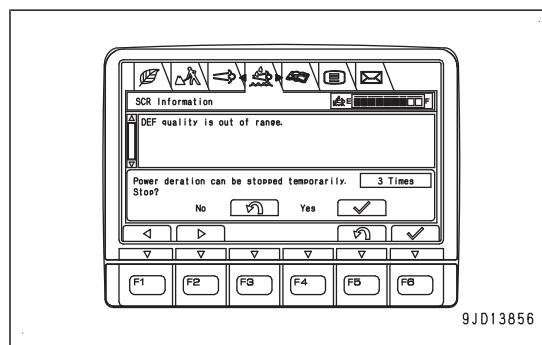 SCR Information
E F
DEF quality is out of range.
Power deration can be stopped temporarily. 3 Times
Stop?
No Yes
F1 F2 F3 F4 F5 F6
9JD13856